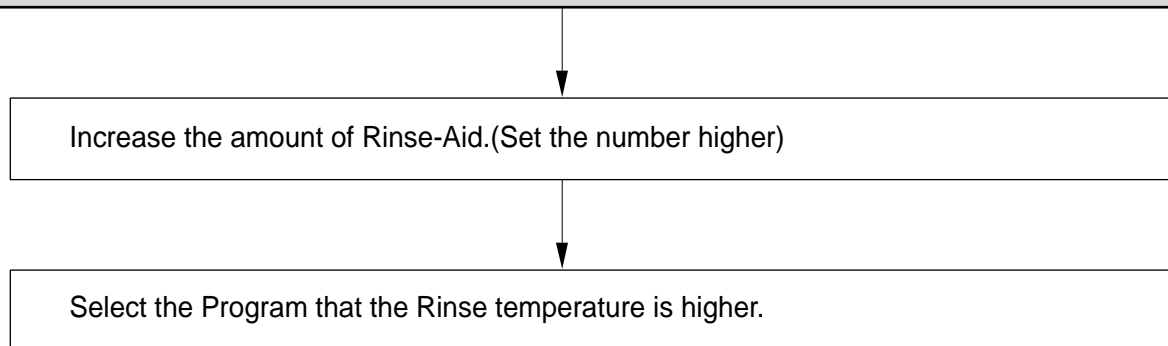 Increase the amount of Rinse-Aid.(Set the number higher)
Select the Program that the Rinse temperature is higher.